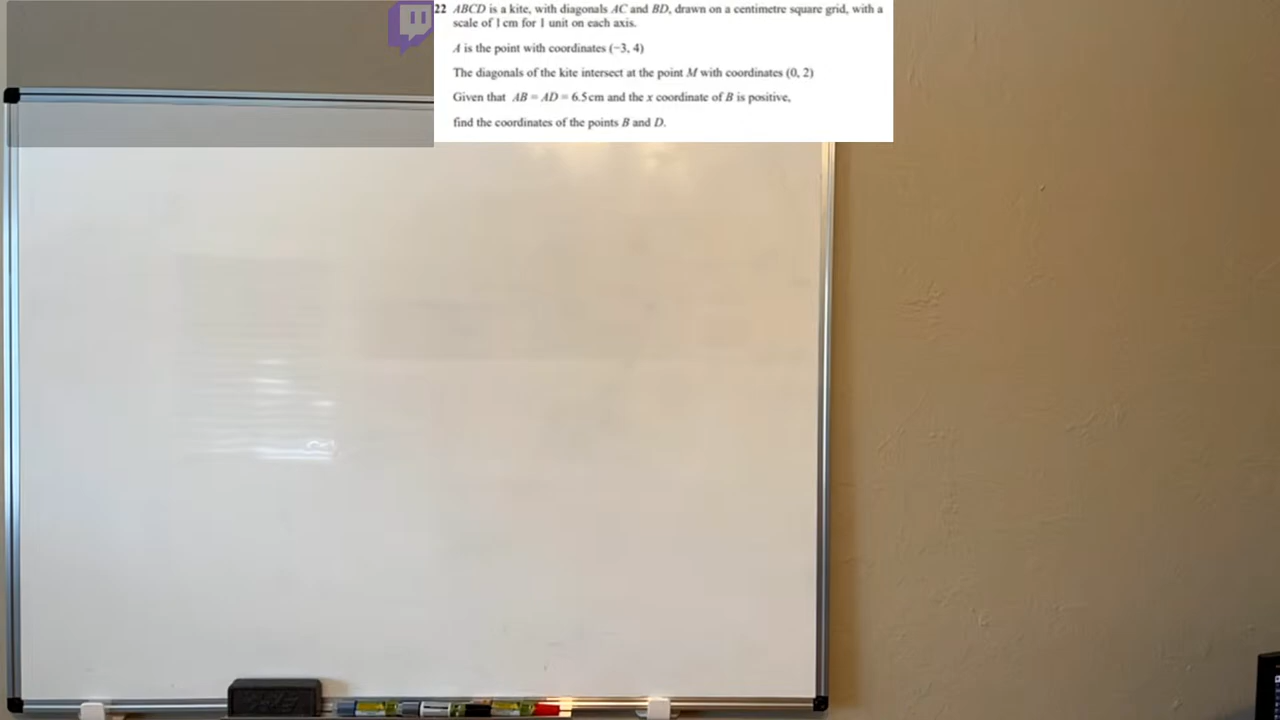 22 ABCD is a kite, with diagonals AC and BD, drawn on a centimetre square grid, with a
scale of 1 cm for 1 unit on each axis.
A is the point with coordinates (−3, 4)
The diagonals of the kite intersect at the point M with coordinates (0, 2)
Given that AB = AD = 6.5 cm and the x coordinate of B is positive,
find the coordinates of the points B and D.